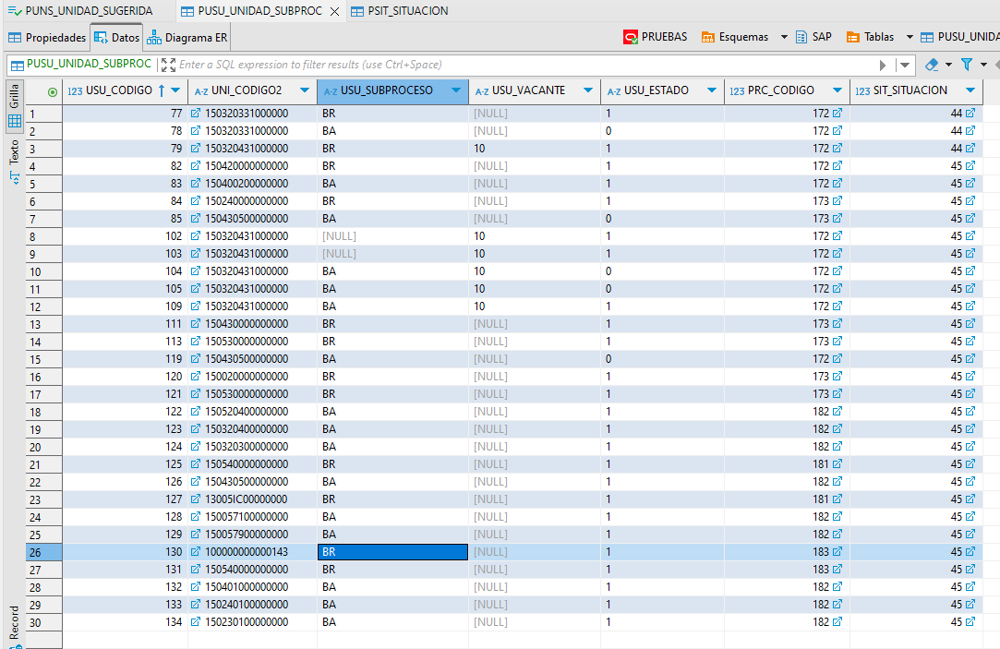 PUNS_UNIDAD_SUGERIDA PUSU_UNIDAD_SUBPROC PSIT_SITUACION
Propiedades Datos Diagrama ER PRUEBAS Esquemas SAP Tablas PUSU_UNIDA
PUSU_UNIDAD_SUBPROC Enter a SQL expression to filter results (use Ctrl+Space)
Grilla
Texto
Record
123 USU_CODIGO A-Z UNI_CODIGO2 A-Z USU_SUBPROCESO A-Z USU_VACANTE A-Z USU_ESTADO 123 PRC_CODIGO 123 SIT_SITUACION
1 77 150320331000000 BR [NULL] 1 172 44
2 78 150320331000000 BA [NULL] 0 172 44
3 79 150320431000000 BR 10 1 172 44
4 82 150420000000000 BR [NULL] 1 172 45
5 83 150400200000000 BA [NULL] 1 172 45
6 84 150240000000000 BR [NULL] 1 173 45
7 85 150430500000000 BA [NULL] 0 173 45
8 102 150320431000000 [NULL] 10 1 172 45
9 103 150320431000000 [NULL] 10 1 172 45
10 104 150320431000000 BA 10 0 172 45
11 105 150320431000000 BA 10 0 172 45
12 109 150320431000000 BA 10 1 172 45
13 111 150430000000000 BR [NULL] 1 173 45
14 113 150530000000000 BR [NULL] 1 173 45
15 119 150430500000000 BA [NULL] 0 172 45
16 120 150020000000000 BR [NULL] 1 173 45
17 121 150530000000000 BR [NULL] 1 173 45
18 122 150520400000000 BA [NULL] 1 182 45
19 123 150320400000000 BA [NULL] 1 182 45
20 124 150320300000000 BA [NULL] 1 182 45
21 125 150540000000000 BR [NULL] 1 181 45
22 126 150430500000000 BA [NULL] 1 182 45
23 127 13005IC00000000 BR [NULL] 1 181 45
24 128 150057100000000 BA [NULL] 1 182 45
25 129 150057900000000 BA [NULL] 1 182 45
26 130 100000000000143 BR [NULL] 1 183 45
27 131 150540000000000 BR [NULL] 1 183 45
28 132 150401000000000 BA [NULL] 1 182 45
29 133 150240100000000 BA [NULL] 1 182 45
30 134 150230100000000 BA [NULL] 1 182 45